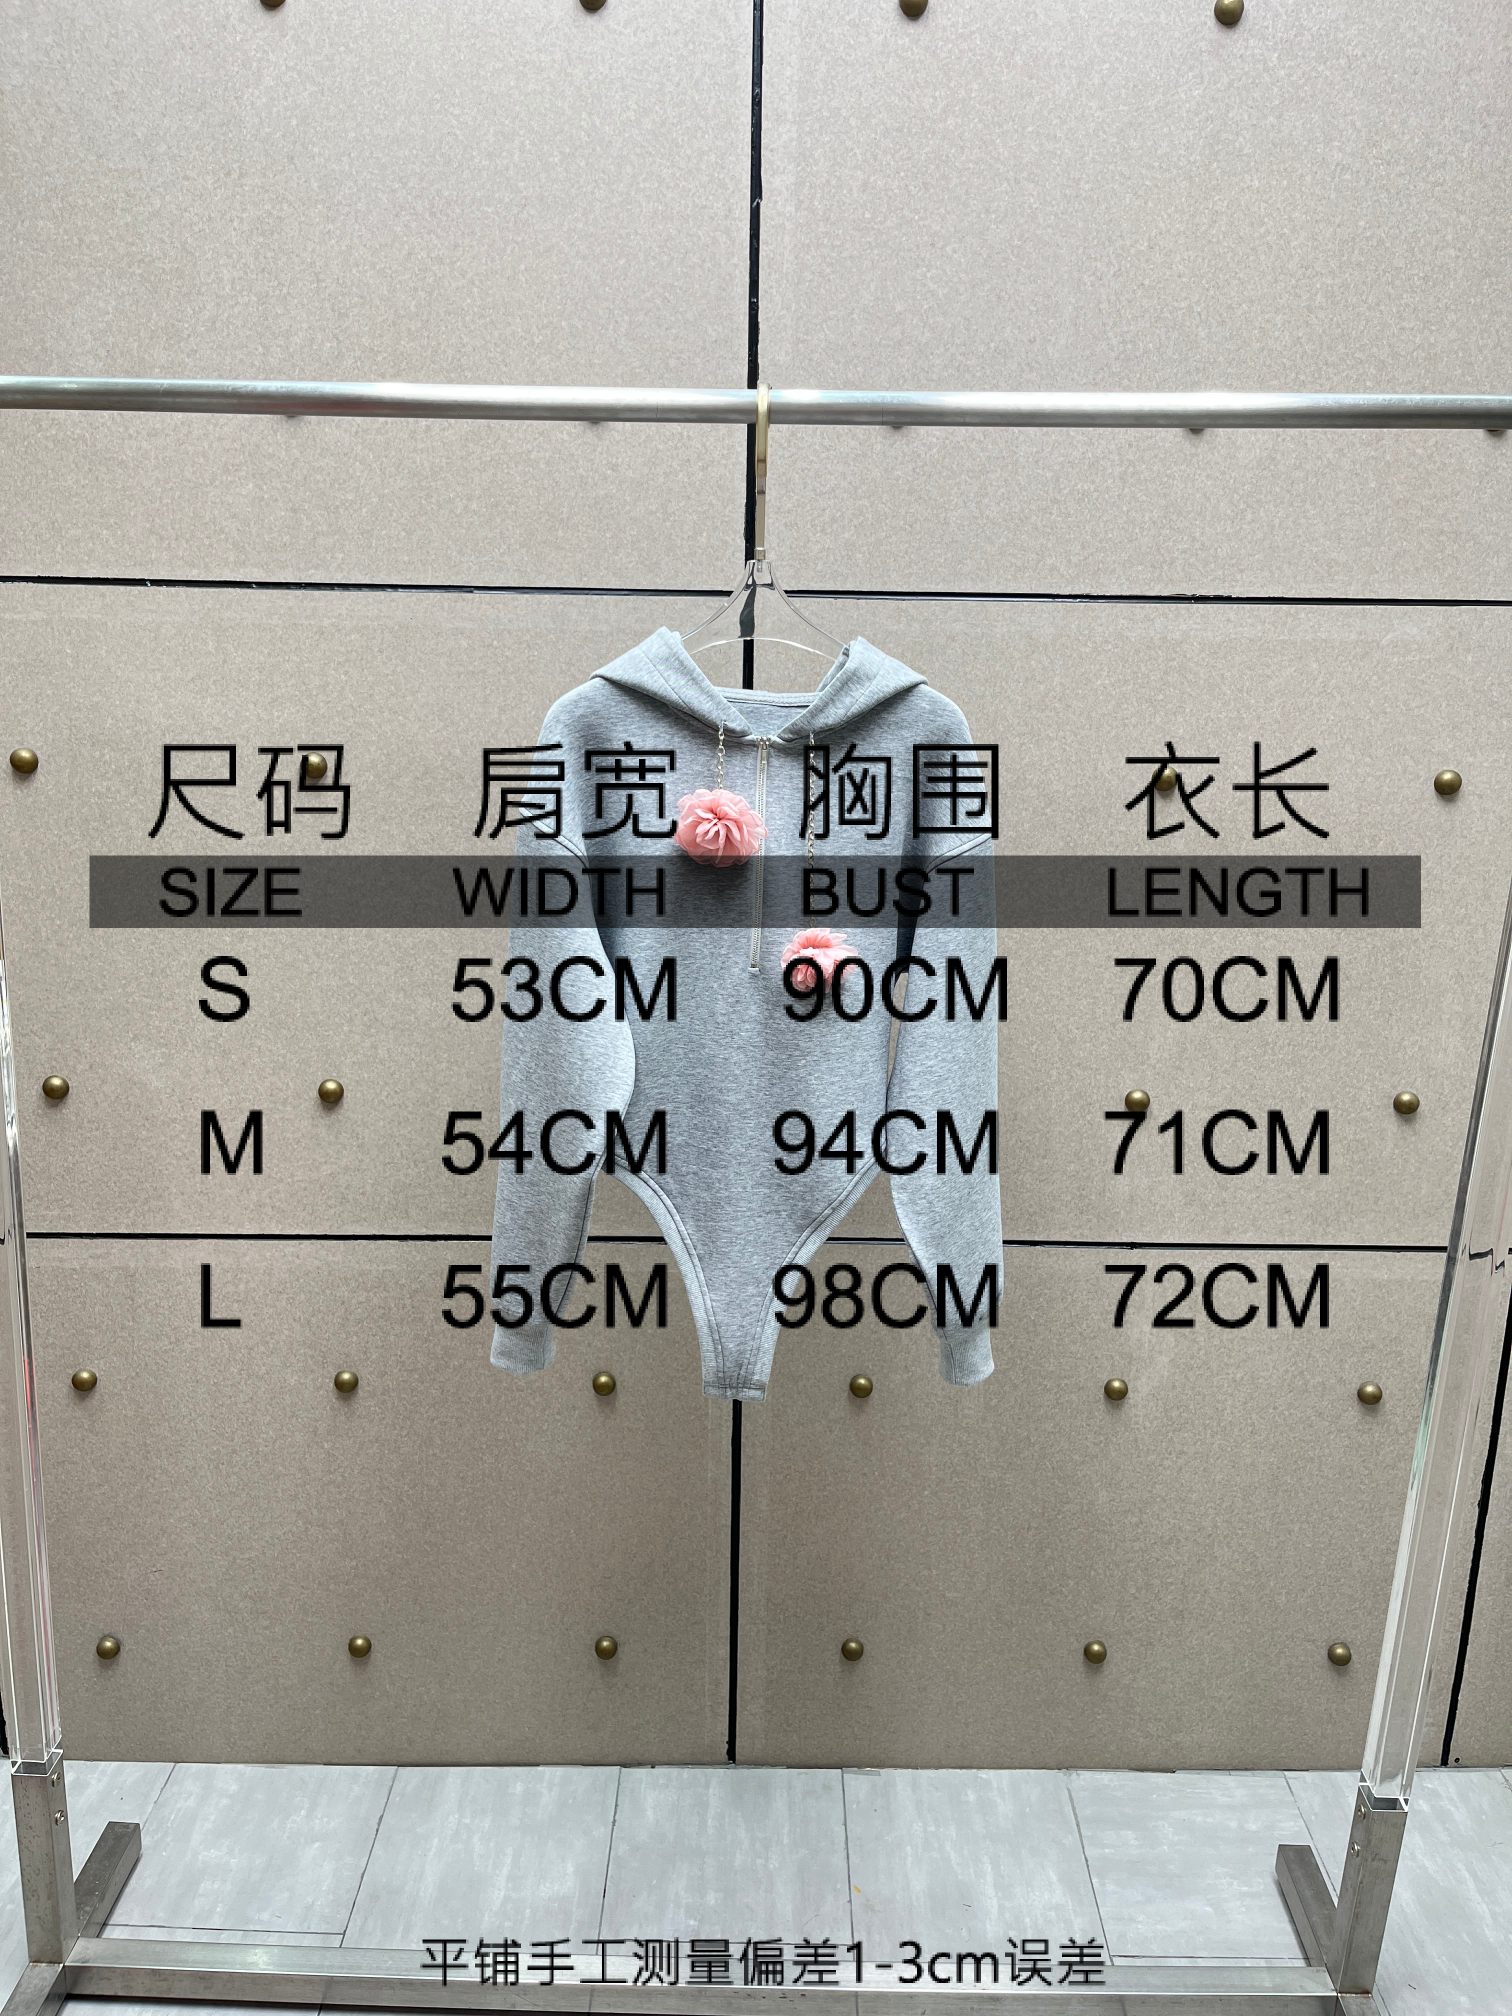 尺码 肩宽 胸围 衣长
SIZE WIDTH BUST LENGTH
S 53CM 90CM 70CM
M 54CM 94CM 71CM
L 55CM 98CM 72CM
平铺手工测量偏差1-3cm误差